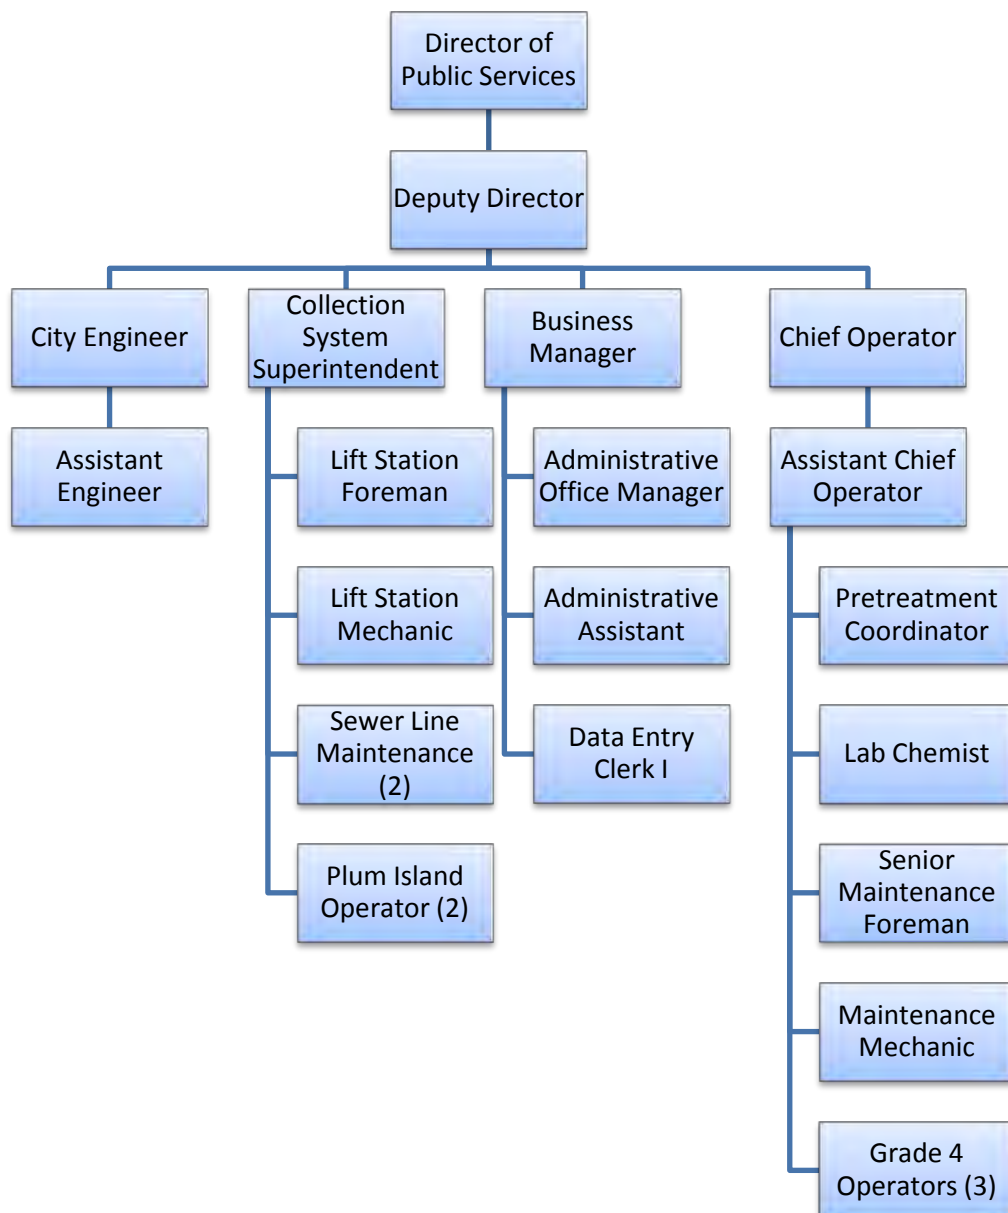 Director of
Public Services
Deputy Director
City Engineer
Collection
System
Superintendent
Business
Manager
Chief Operator
Assistant
Engineer
Lift Station
Foreman
Administrative
Office Manager
Assistant Chief
Operator
Lift Station
Mechanic
Administrative
Assistant
Pretreatment
Coordinator
Sewer Line
Maintenance
(2)
Data Entry
Clerk I
Lab Chemist
Plum Island
Operator (2)
Senior
Maintenance
Foreman
Maintenance
Mechanic
Grade 4
Operators (3)